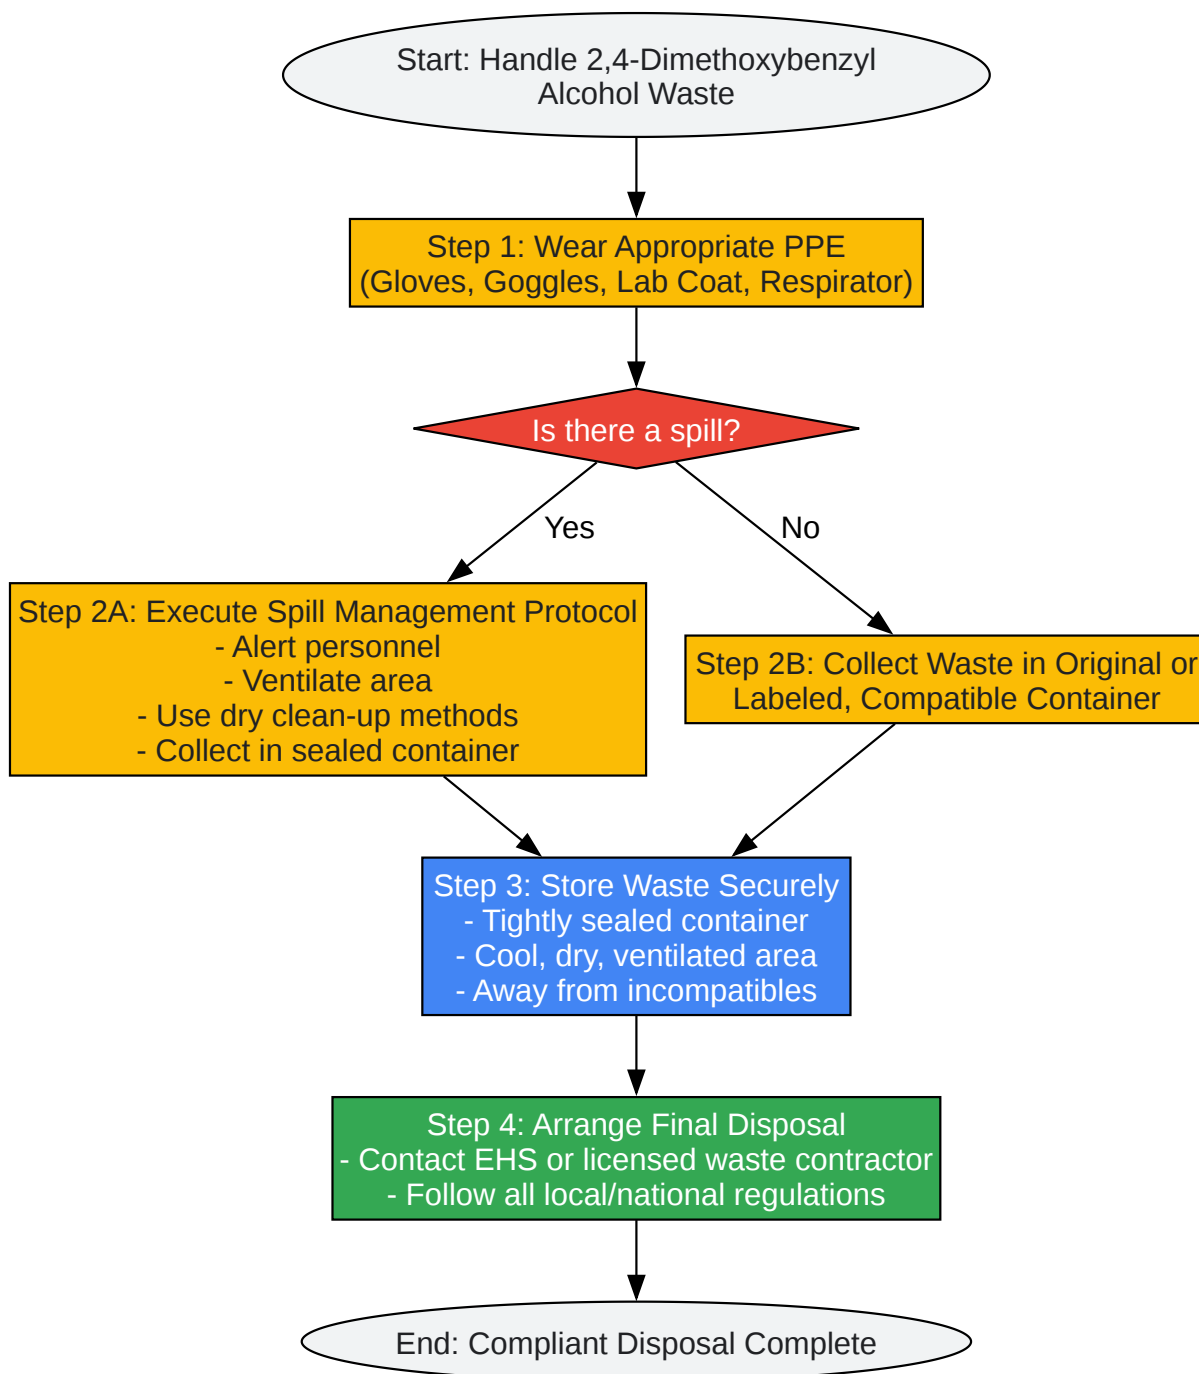 Start: Handle 2,4-Dimethoxybenzyl
Alcohol Waste
Step 1: Wear Appropriate PPE
(Gloves, Goggles, Lab Coat, Respirator)
Is there a spill?
Yes
No
Step 2A: Execute Spill Management Protocol
- Alert personnel
- Ventilate area
- Use dry clean-up methods
- Collect in sealed container
Step 2B: Collect Waste in Original or
Labeled, Compatible Container
Step 3: Store Waste Securely
- Tightly sealed container
- Cool, dry, ventilated area
- Away from incompatibles
Step 4: Arrange Final Disposal
- Contact EHS or licensed waste contractor
- Follow all local/national regulations
End: Compliant Disposal Complete